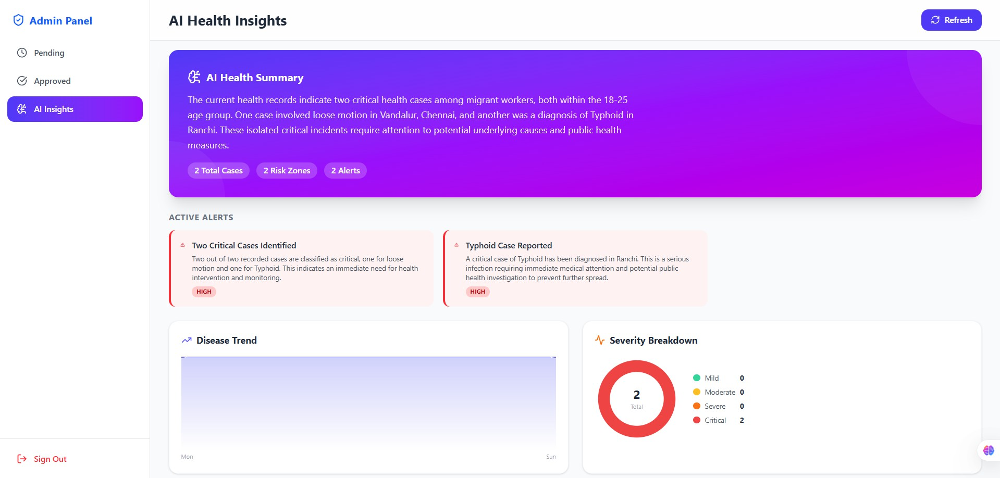 Admin Panel
Pending
Approved
AI Insights
Sign Out
AI Health Insights
Refresh
AI Health Summary
The current health records indicate two critical health cases among migrant workers, both within the 18-25
age group. One case involved loose motion in Vandalur, Chennai, and another was a diagnosis of Typhoid in
Ranchi. These isolated critical incidents require attention to potential underlying causes and public health
measures.
2 Total Cases
2 Risk Zones
2 Alerts
ACTIVE ALERTS
Two Critical Cases Identified
Two out of two recorded cases are classified as critical, one for loose
motion and one for Typhoid. This indicates an immediate need for health
intervention and monitoring.
HIGH
Typhoid Case Reported
A critical case of Typhoid has been diagnosed in Ranchi. This is a serious
infection requiring immediate medical attention and potential public
health investigation to prevent further spread.
HIGH
Disease Trend
Mon
Sun
Severity Breakdown
2
Total
Mild 0
Moderate 0
Severe 0
Critical 2